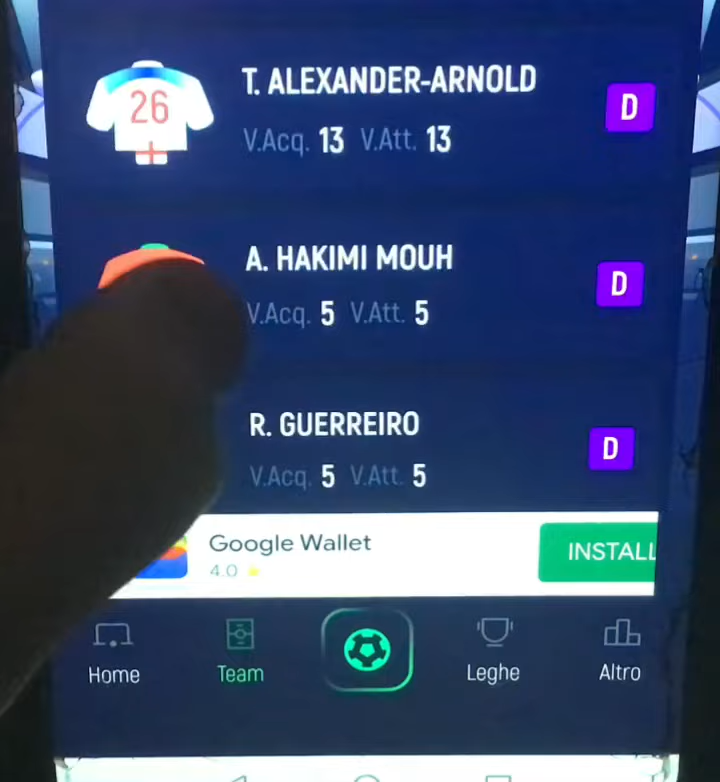 T. ALEXANDER-ARNOLD
26
D
V.Acq. 13 V.Att. 13
A. HAKIMI MOUH
D
V.Acq. 5 V.Att. 5
R. GUERREIRO
D
V.Acq. 5 V.Att. 5
Google Wallet
4.0
INSTALL
Home
Team
Leghe
Altro